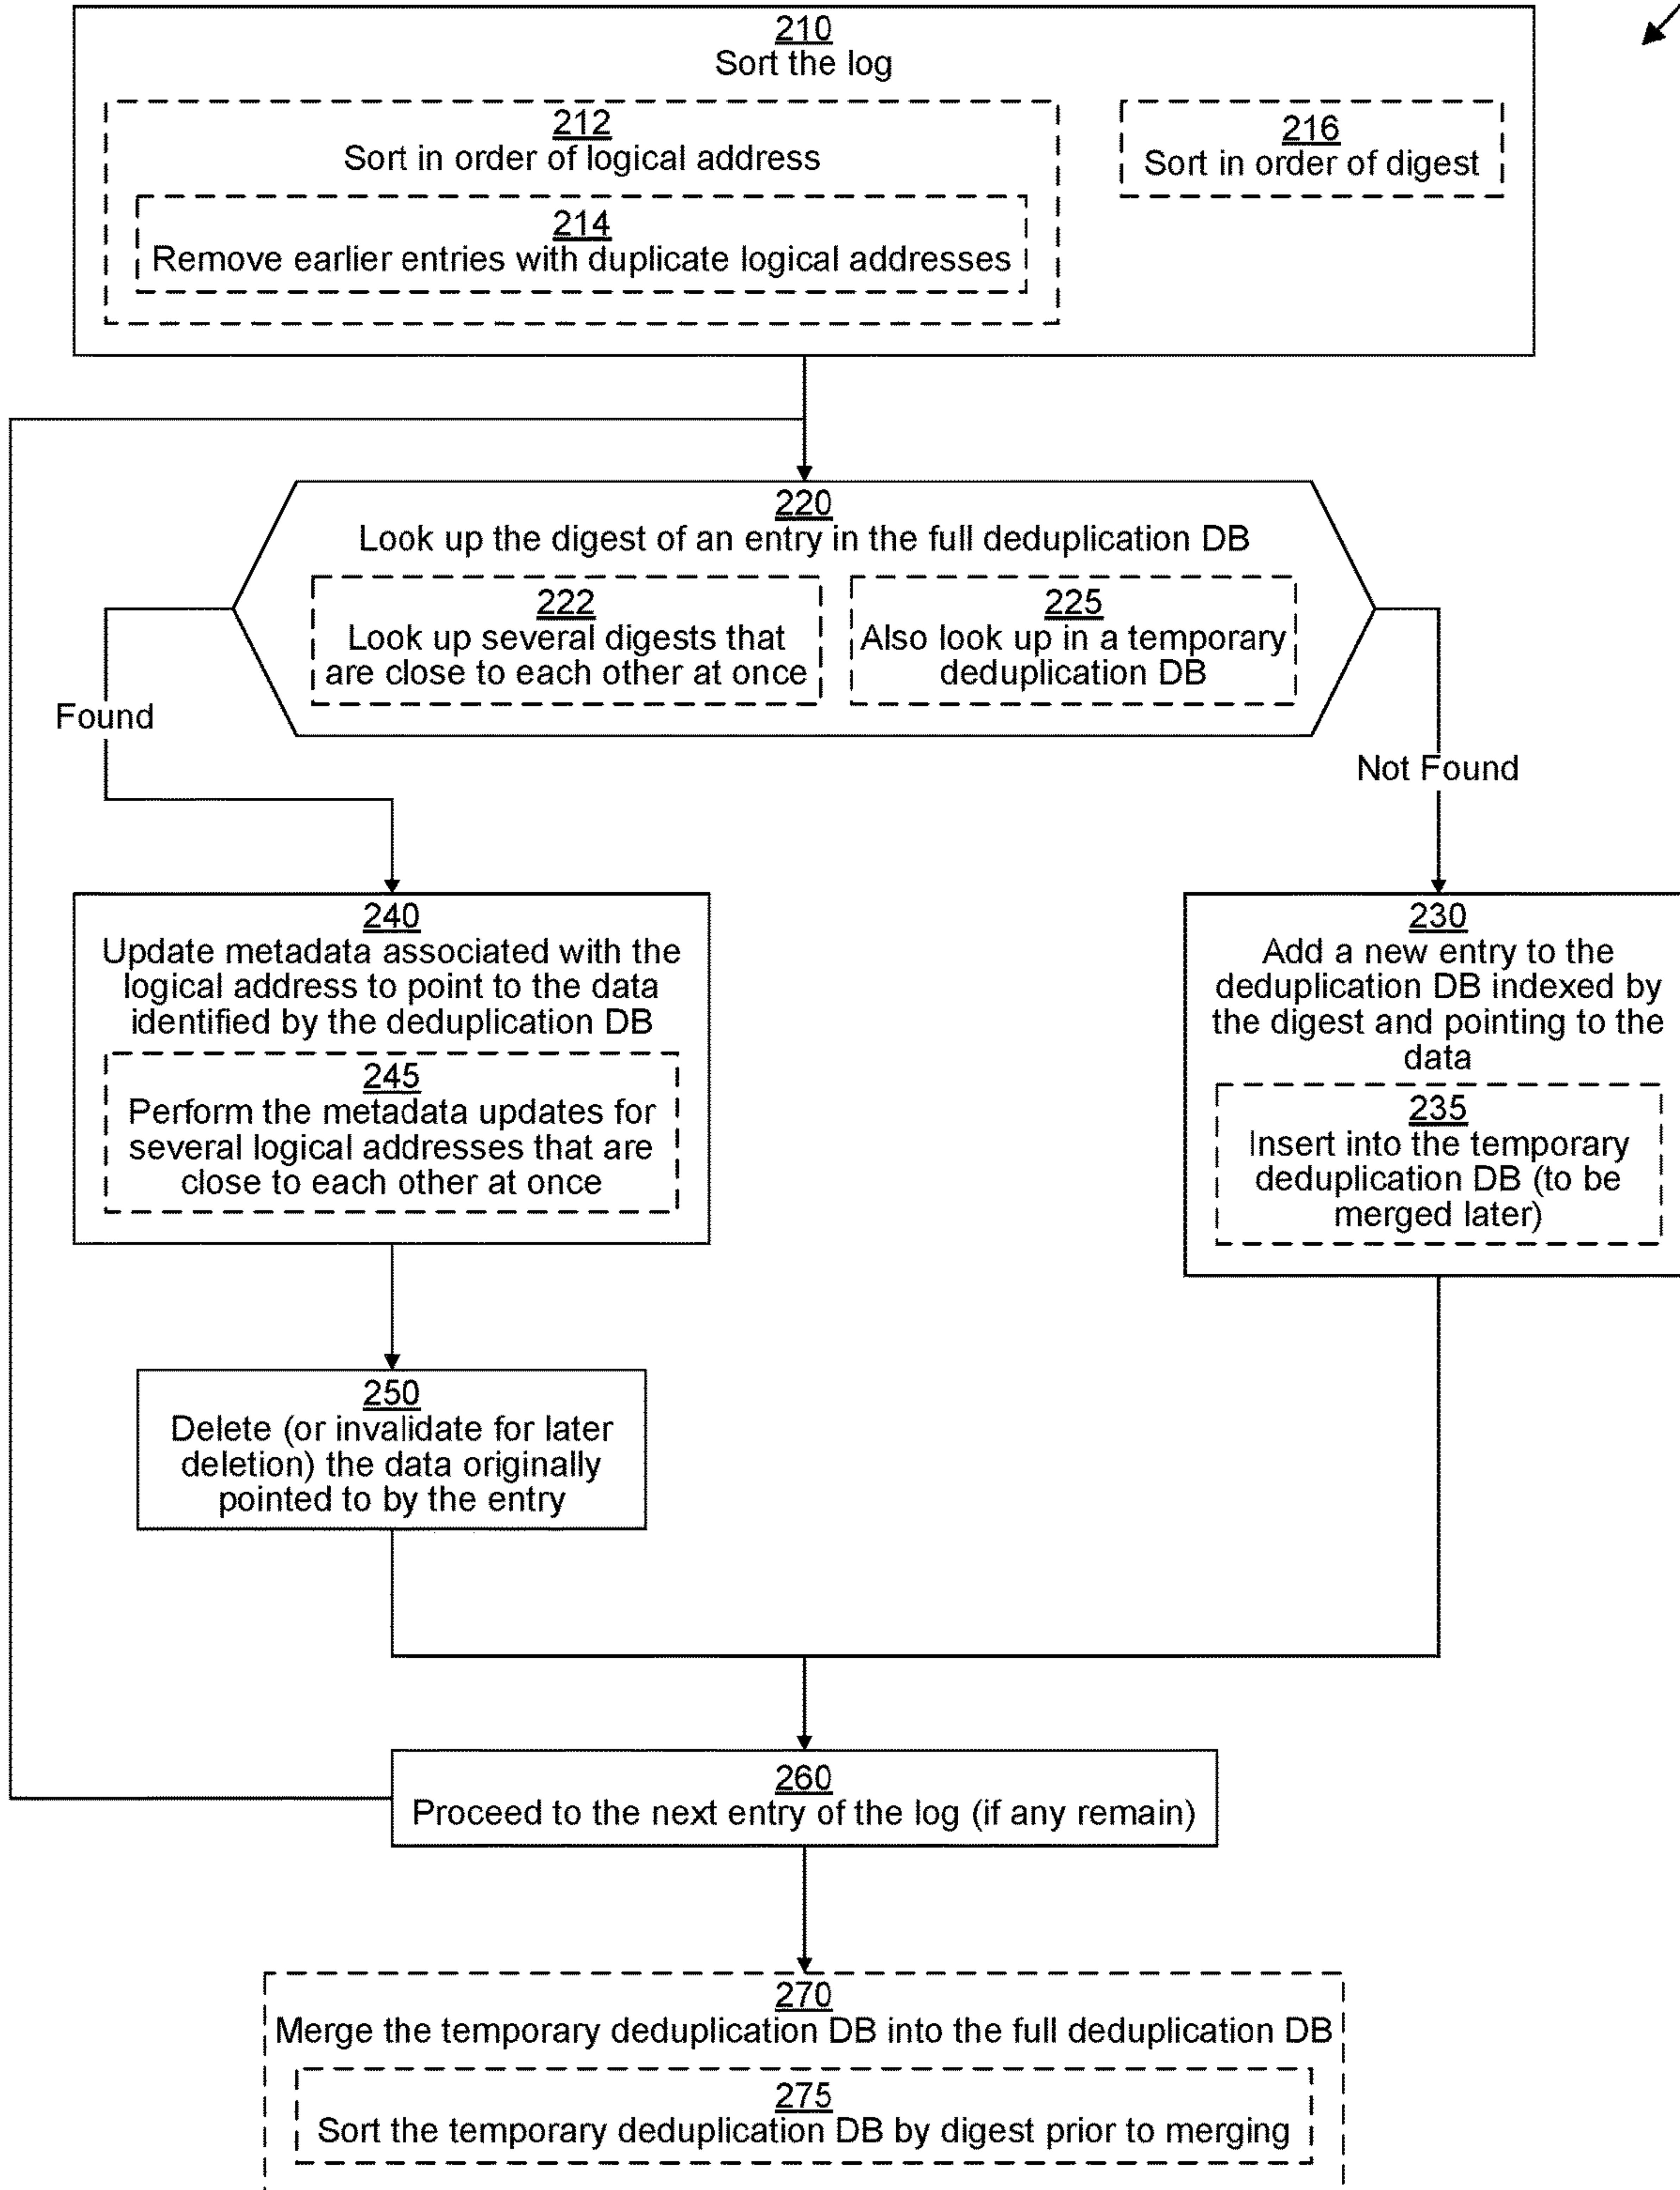 210
Sort the log
212
Sort in order of logical address
214
Remove earlier entries with duplicate logical addresses
216
Sort in order of digest
220
Look up the digest of an entry in the full deduplication DB
222
Look up several digests that
are close to each other at once
225
Also look up in a temporary
deduplication DB
Found
Not Found
240
Update metadata associated with the
logical address to point to the data
identified by the deduplication DB
245
Perform the metadata updates for
several logical addresses that are
close to each other at once
230
Add a new entry to the
deduplication DB indexed by
the digest and pointing to the
data
235
Insert into the temporary
deduplication DB (to be
merged later)
250
Delete (or invalidate for later
deletion) the data originally
pointed to by the entry
260
Proceed to the next entry of the log (if any remain)
270
Merge the temporary deduplication DB into the full deduplication DB
275
Sort the temporary deduplication DB by digest prior to merging